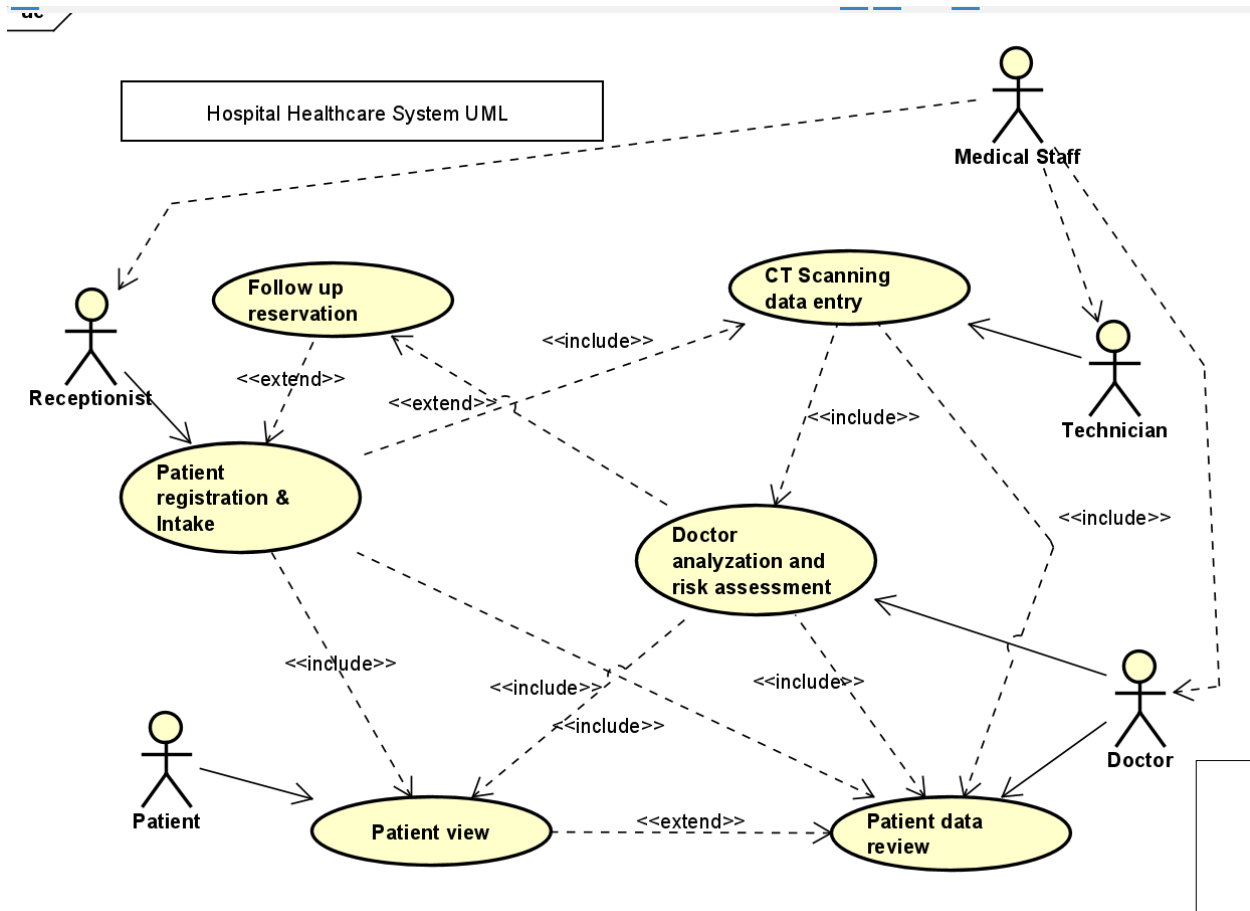 uc
Hospital Healthcare System UML
Medical Staff
Follow up
reservation
CT Scanning
data entry
<<include>>
<<extend>>
Receptionist
<<extend>>
<<include>>
Technician
Patient
registration &
Intake
<<include>>
Doctor
analyzation and
risk assessment
<<include>>
<<include>>
<<include>>
<<include>>
Doctor
Patient
Patient view
<<extend>>
Patient data
review